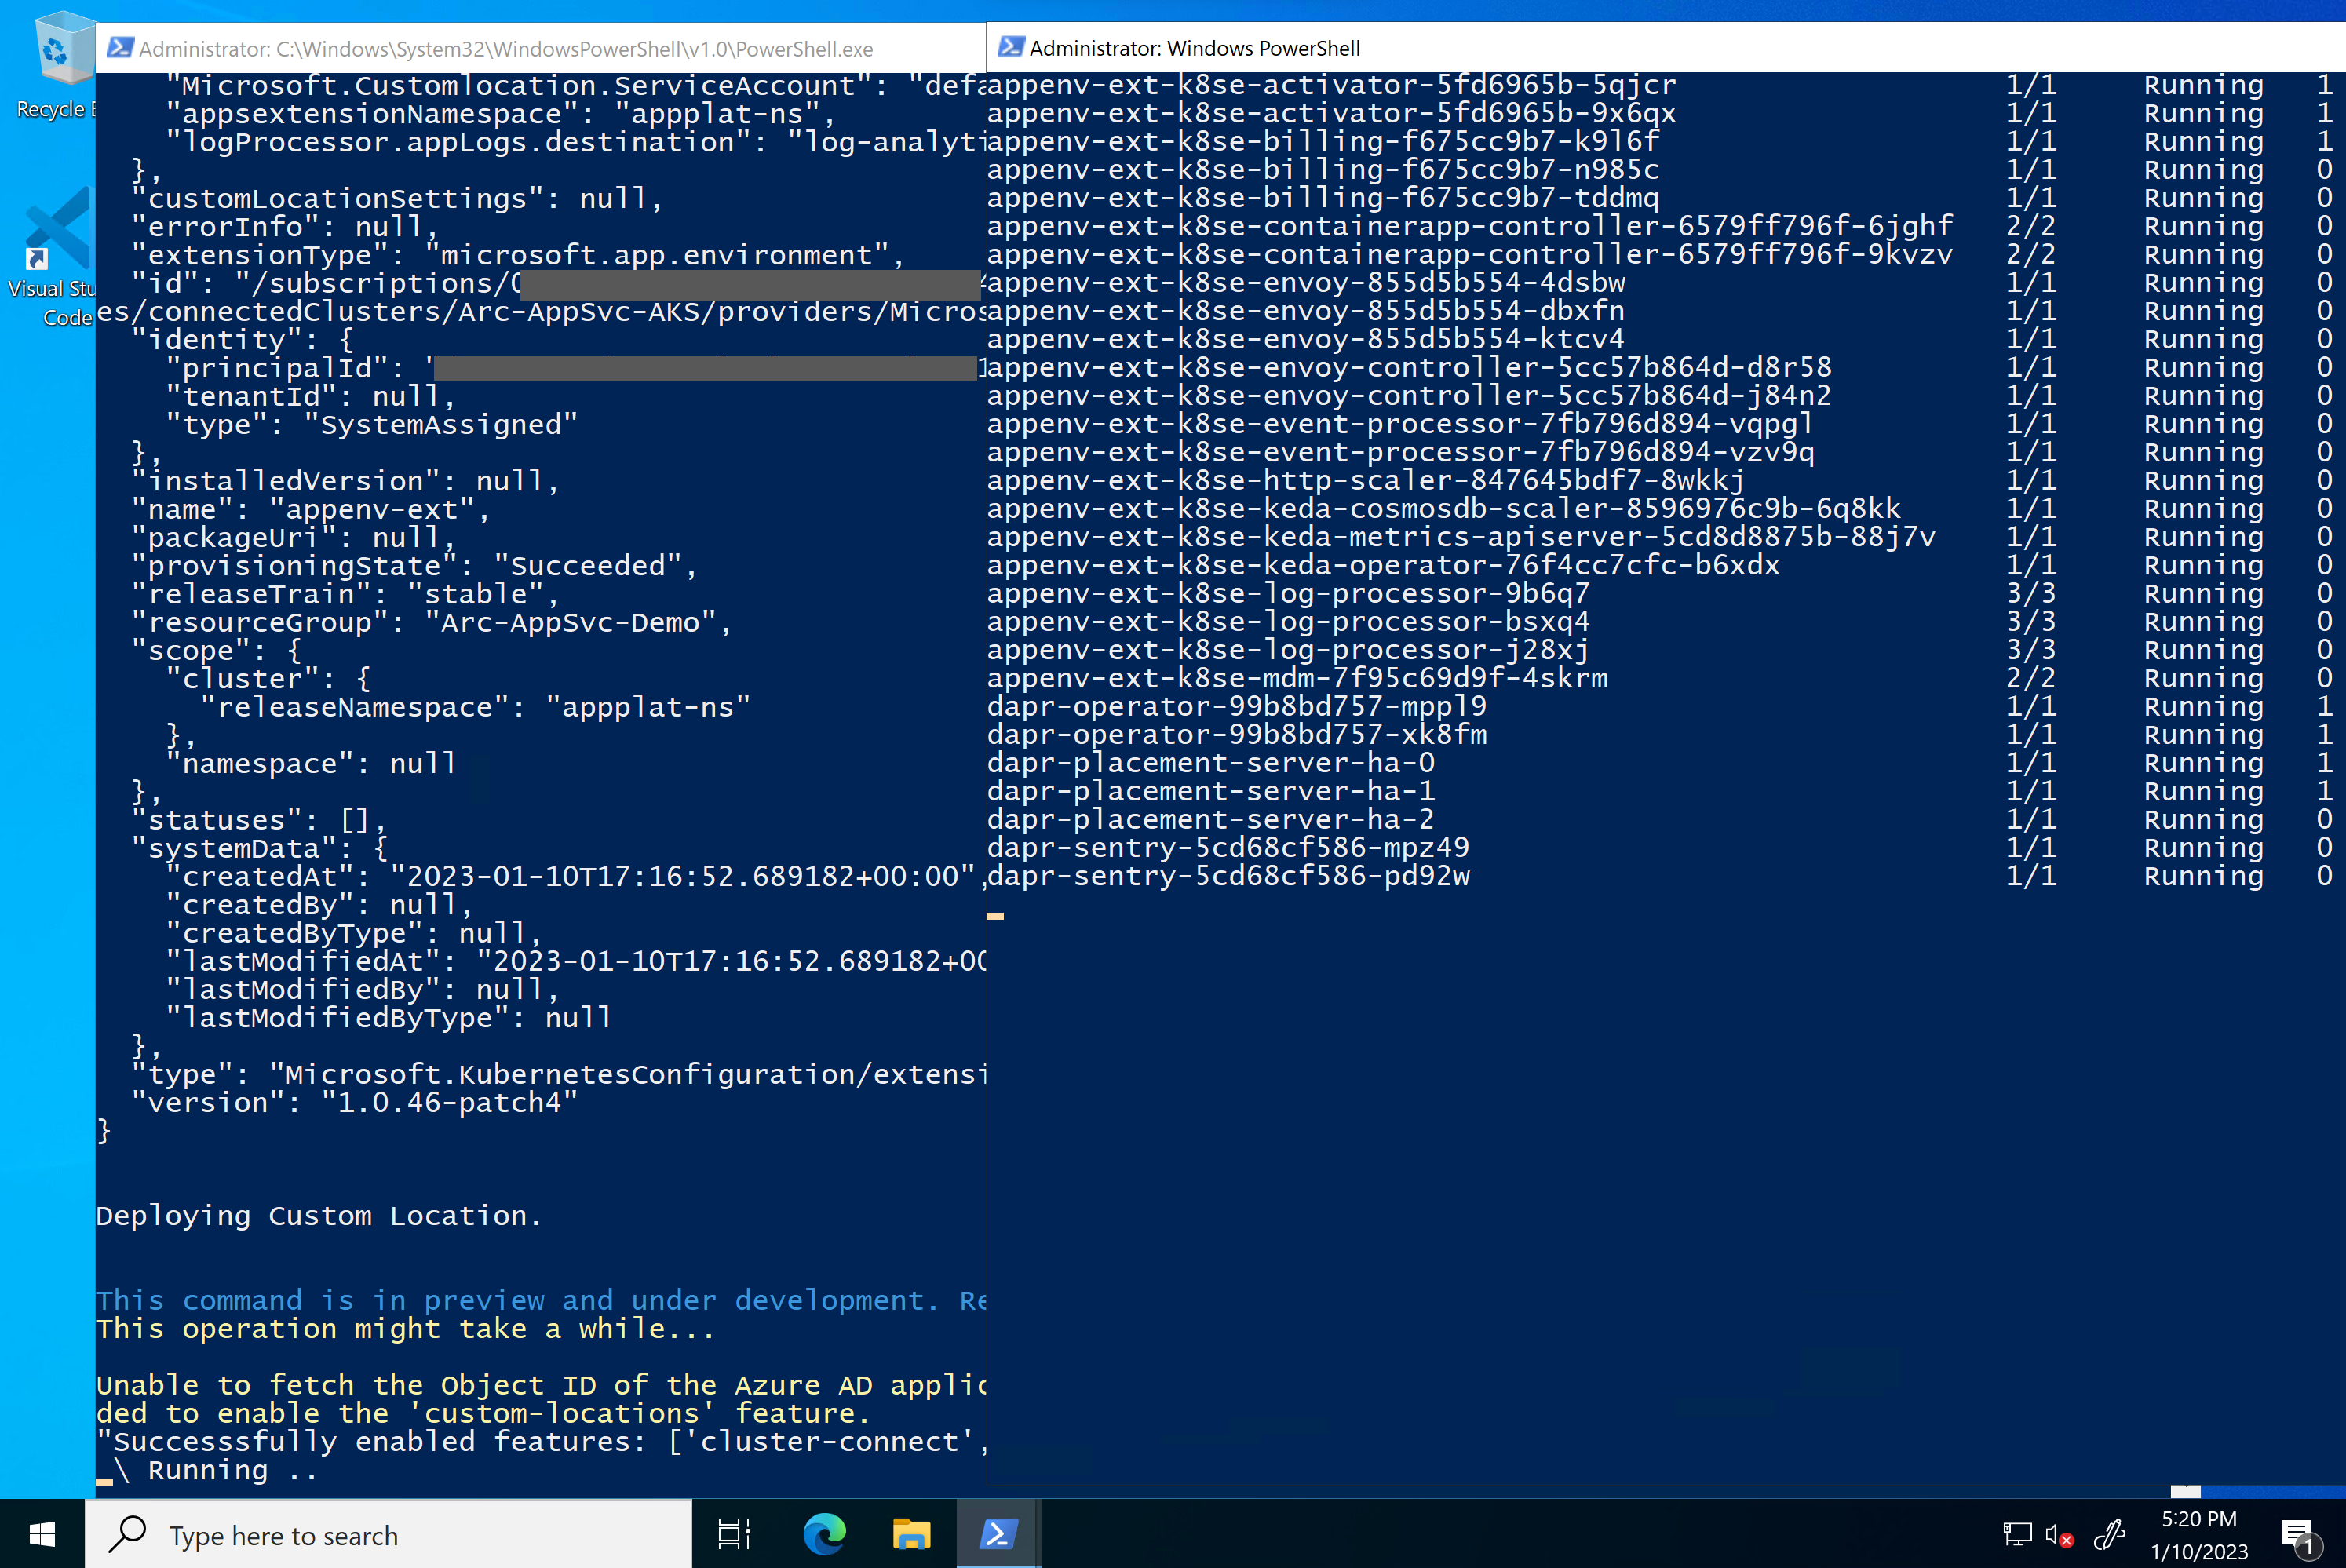 Recycle B
Visual Stu
Code
Administrator: C:\Windows\System32\WindowsPowerShell\v1.0\PowerShell.exe
"Microsoft.Customlocation.ServiceAccount": "defa
"appsextensionNamespace": "appplat-ns",
"logProcessor.appLogs.destination": "log-analyti
},
"customLocationSettings": null,
"errorInfo": null,
"extensionType": "microsoft.app.environment",
"id": "/subscriptions/0
es/connectedClusters/Arc-AppSvc-AKS/providers/Micros
"identity": {
"principalId": "
"tenantId": null,
"type": "SystemAssigned"
},
"installedVersion": null,
"name": "appenv-ext",
"packageUri": null,
"provisioningState": "Succeeded",
"releaseTrain": "stable",
"resourceGroup": "Arc-AppSvc-Demo",
"scope": {
"cluster": {
"releaseNamespace": "appplat-ns"
},
"namespace": null
},
"statuses": [],
"systemData": {
"createdAt": "2023-01-10T17:16:52.689182+00:00",
"createdBy": null,
"createdByType": null,
"lastModifiedAt": "2023-01-10T17:16:52.689182+00
"lastModifiedBy": null,
"lastModifiedByType": null
},
"type": "Microsoft.KubernetesConfiguration/extensi
"version": "1.0.46-patch4"
}
Deploying Custom Location.
This command is in preview and under development. Re
This operation might take a while...
Unable to fetch the Object ID of the Azure AD applic
ded to enable the 'custom-locations' feature.
"Successsfully enabled features: ['cluster-connect',
\ Running ..
Administrator: Windows PowerShell
appenv-ext-k8se-activator-5fd6965b-5qjcr 1/1 Running 1
appenv-ext-k8se-activator-5fd6965b-9x6qx 1/1 Running 1
appenv-ext-k8se-billing-f675cc9b7-k9l6f 1/1 Running 1
appenv-ext-k8se-billing-f675cc9b7-n985c 1/1 Running 0
appenv-ext-k8se-billing-f675cc9b7-tddmq 1/1 Running 0
appenv-ext-k8se-containerapp-controller-6579ff796f-6jghf 2/2 Running 0
appenv-ext-k8se-containerapp-controller-6579ff796f-9kvzv 2/2 Running 0
appenv-ext-k8se-envoy-855d5b554-4dsbw 1/1 Running 0
appenv-ext-k8se-envoy-855d5b554-dbxfn 1/1 Running 0
appenv-ext-k8se-envoy-855d5b554-ktcv4 1/1 Running 0
appenv-ext-k8se-envoy-controller-5cc57b864d-d8r58 1/1 Running 0
appenv-ext-k8se-envoy-controller-5cc57b864d-j84n2 1/1 Running 0
appenv-ext-k8se-event-processor-7fb796d894-vqpgl 1/1 Running 0
appenv-ext-k8se-event-processor-7fb796d894-vzv9q 1/1 Running 0
appenv-ext-k8se-http-scaler-847645bdf7-8wkkj 1/1 Running 0
appenv-ext-k8se-keda-cosmosdb-scaler-8596976c9b-6q8kk 1/1 Running 0
appenv-ext-k8se-keda-metrics-apiserver-5cd8d8875b-88j7v 1/1 Running 0
appenv-ext-k8se-keda-operator-76f4cc7cfc-b6xdx 1/1 Running 0
appenv-ext-k8se-log-processor-9b6q7 3/3 Running 0
appenv-ext-k8se-log-processor-bsxq4 3/3 Running 0
appenv-ext-k8se-log-processor-j28xj 3/3 Running 0
appenv-ext-k8se-mdm-7f95c69d9f-4skrm 2/2 Running 0
dapr-operator-99b8bd757-mppl9 1/1 Running 1
dapr-operator-99b8bd757-xk8fm 1/1 Running 1
dapr-placement-server-ha-0 1/1 Running 1
dapr-placement-server-ha-1 1/1 Running 1
dapr-placement-server-ha-2 1/1 Running 0
dapr-sentry-5cd68cf586-mpz49 1/1 Running 0
dapr-sentry-5cd68cf586-pd92w 1/1 Running 0
Type here to search
5:20 PM
1/10/2023
1